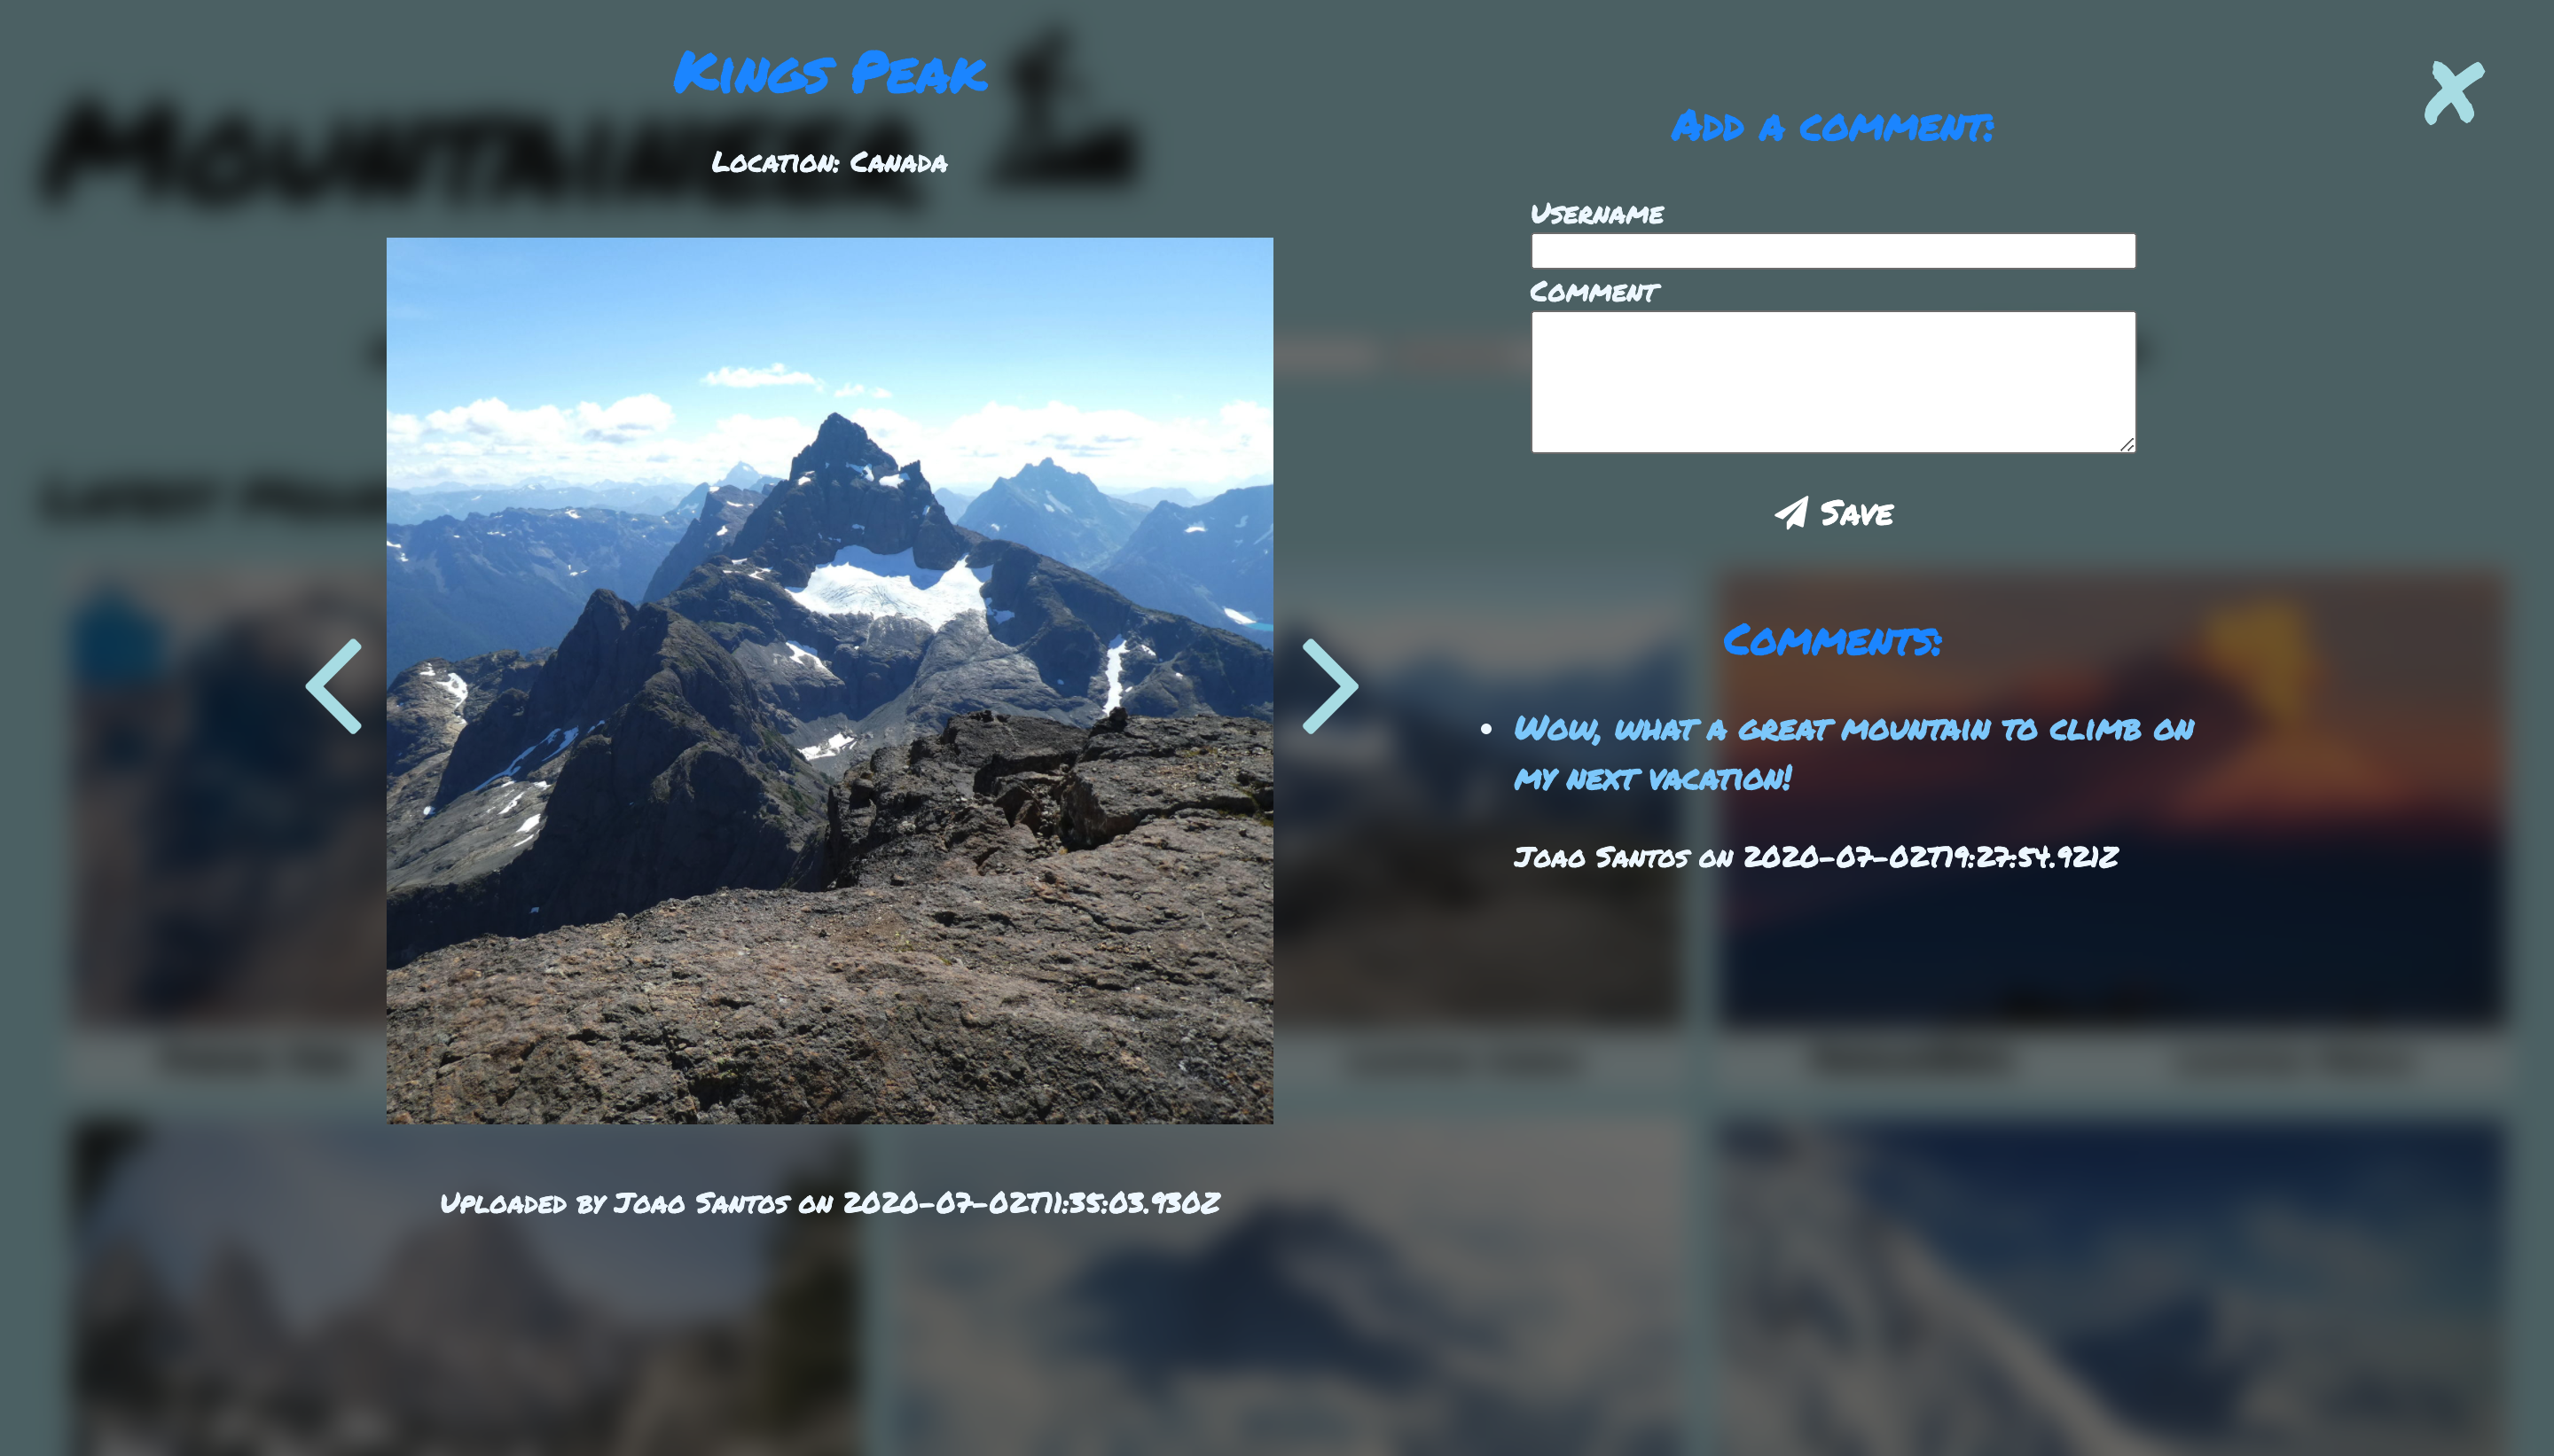 Kings Peak
Location: Canada
Mountaineer
Uploaded by Joao Santos on 2020-07-02T11:35:03.930Z
Add a comment:
Username
Comment
Save
Comments:
Wow, what a great mountain to climb on
my next vacation!
Joao Santos on 2020-07-02T19:27:54.921Z